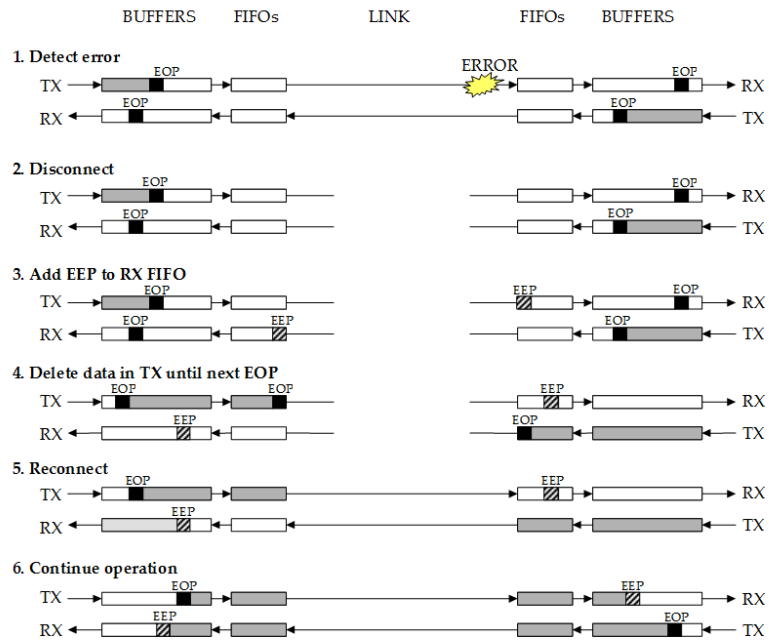 BUFFERS FIFOs LINK FIFOs BUFFERS
1. Detect error
EOP ERROR EOP
TX RX
EOP EOP
RX TX
2. Disconnect
EOP EOP
TX RX
EOP EOP
RX TX
3. Add EEP to RX FIFO
EOP EEP EOP
TX RX
EOP EEP EOP
RX TX
4. Delete data in TX until next EOP
EOP EOP EEP
TX RX
EEP EOP
RX TX
5. Reconnect
EOP EEP
TX RX
EEP
RX TX
6. Continue operation
EOP EEP
TX RX
EEP EOP
RX TX